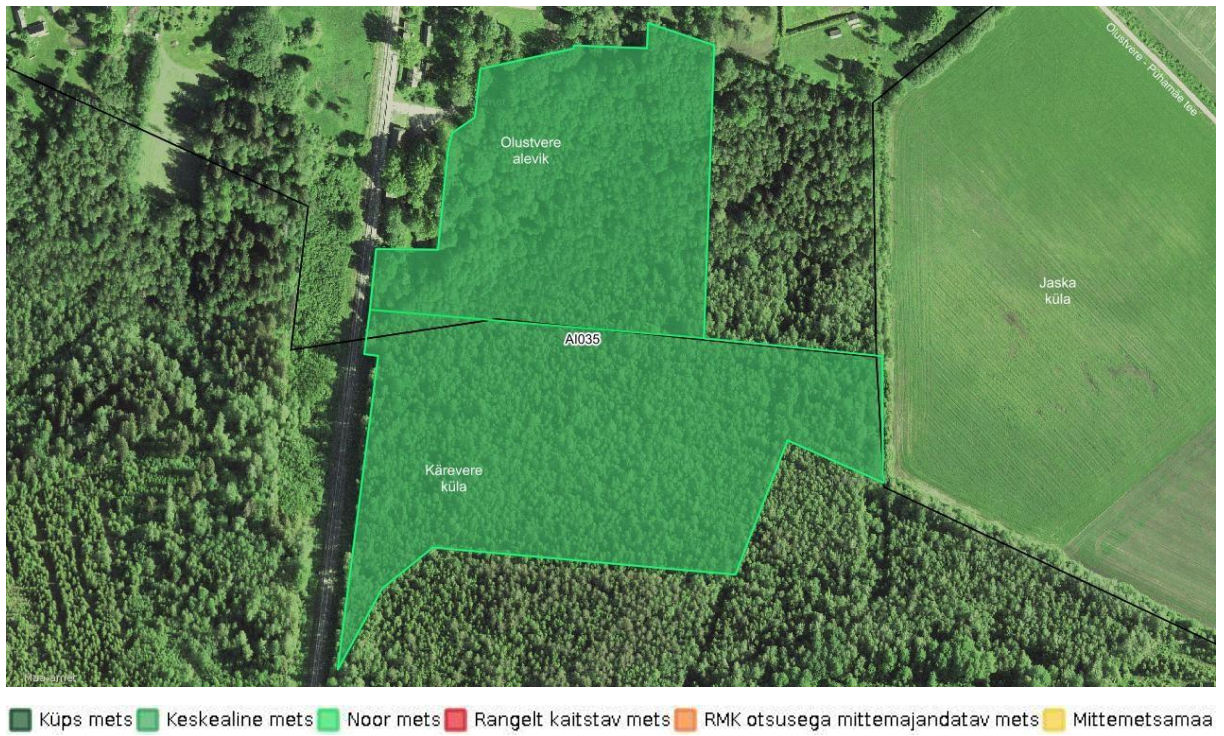 Olustvere - Pühamäe tee
Olustvere
alevik
Jaska
küla
AI035
Kärevere
küla
Maa-amet
Küps mets
Keskealine mets
Noor mets
Rangelt kaitstav mets
RMK otsusega mittemajandatav mets
Mittemetsamaa